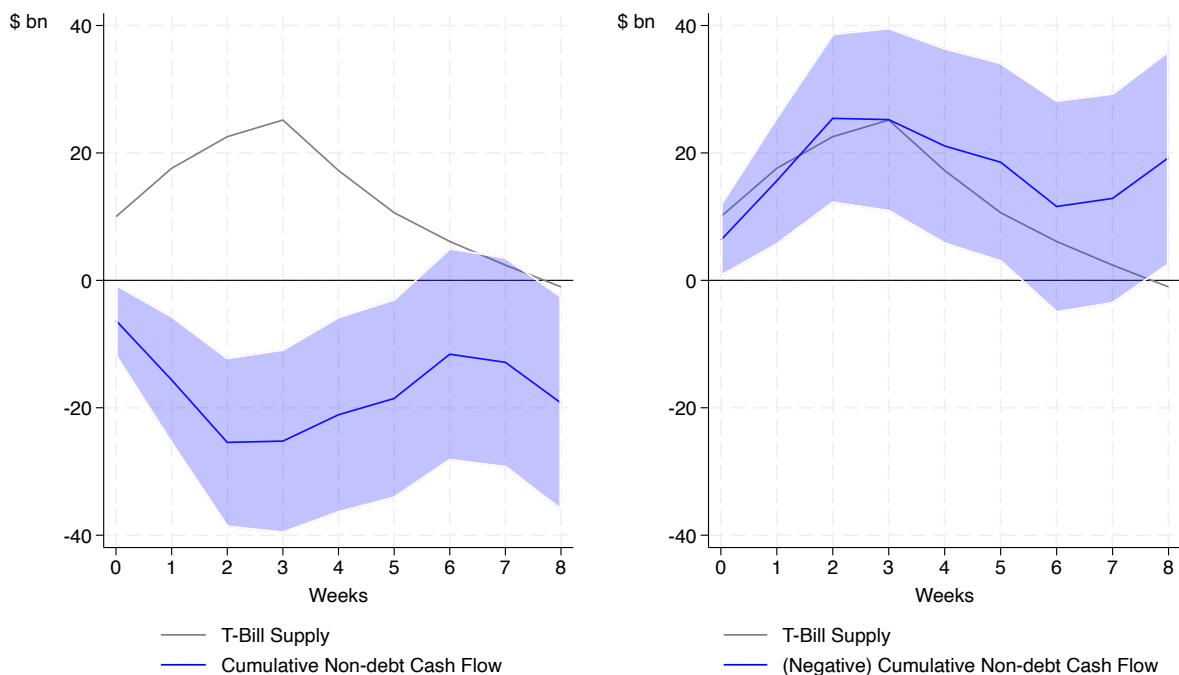 $ bn
40
20
0
-20
-40
0 1 2 3 4 5 6 7 8
Weeks
T-Bill Supply
Cumulative Non-debt Cash Flow
$ bn
40
20
0
-20
-40
0 1 2 3 4 5 6 7 8
Weeks
T-Bill Supply
(Negative) Cumulative Non-debt Cash Flow